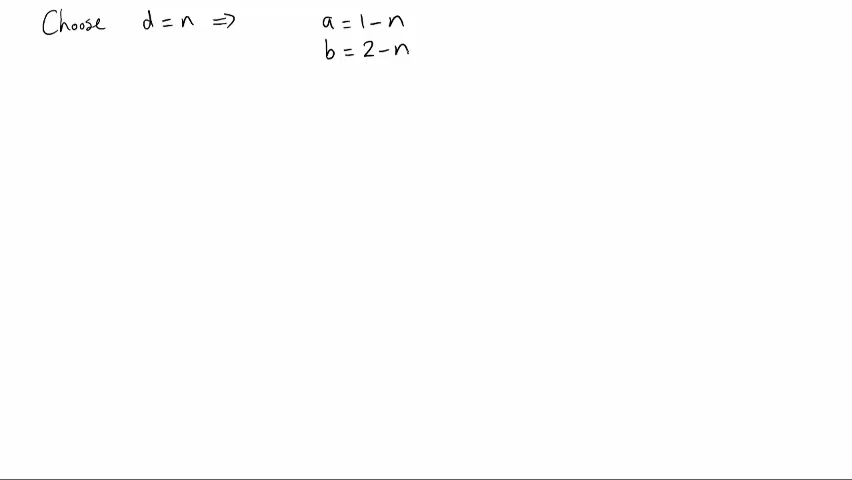 Choose d = n ⇒ a = 1 - n
b = 2 - n